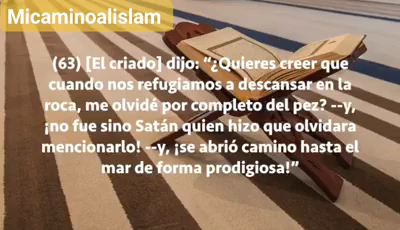 Micaminoalislam
(63) [El criado] dijo: “¿Quieres creer que
cuando nos refugiamos a descansar en la
roca, me olvidé por completo del pez? --y,
¡no fue sino Satán quien hizo que olvidara
mencionarlo! --y, ¡se abrió camino hasta el
mar de forma prodigiosa!”